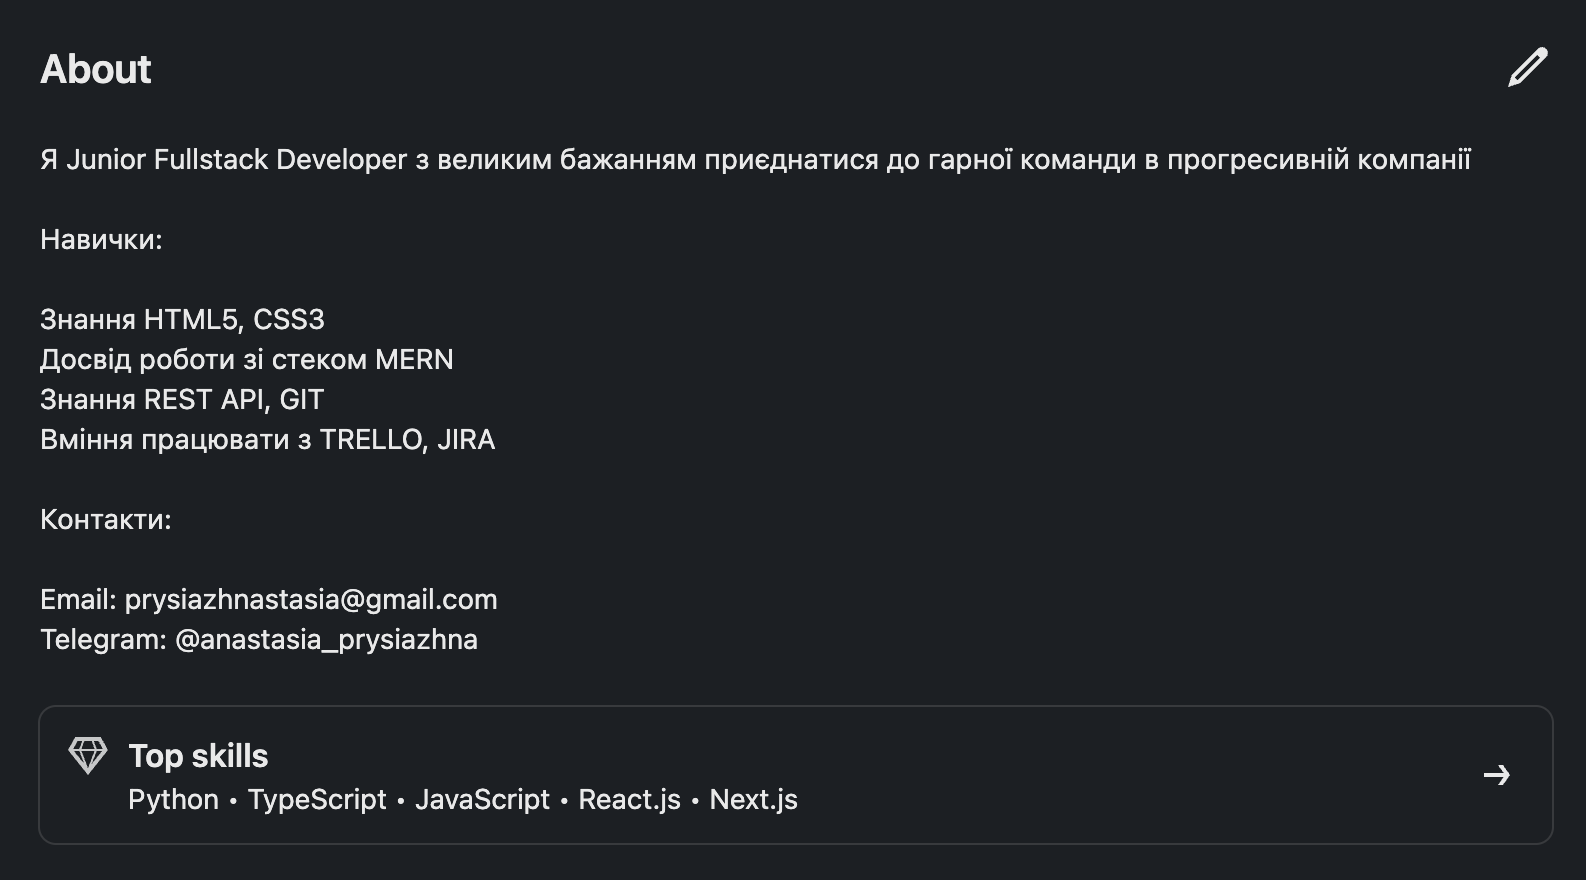 About
Я Junior Fullstack Developer з великим бажанням приєднатися до гарної команди в прогресивній компанії
Навички:
Знання HTML5, CSS3
Досвід роботи зі стеком MERN
Знання REST API, GIT
Вміння працювати з TRELLO, JIRA
Контакти:
Email: prysiazhnastasia@gmail.com
Telegram: @anastasia_prysiazhna
Top skills
Python • TypeScript • JavaScript • React.js • Next.js